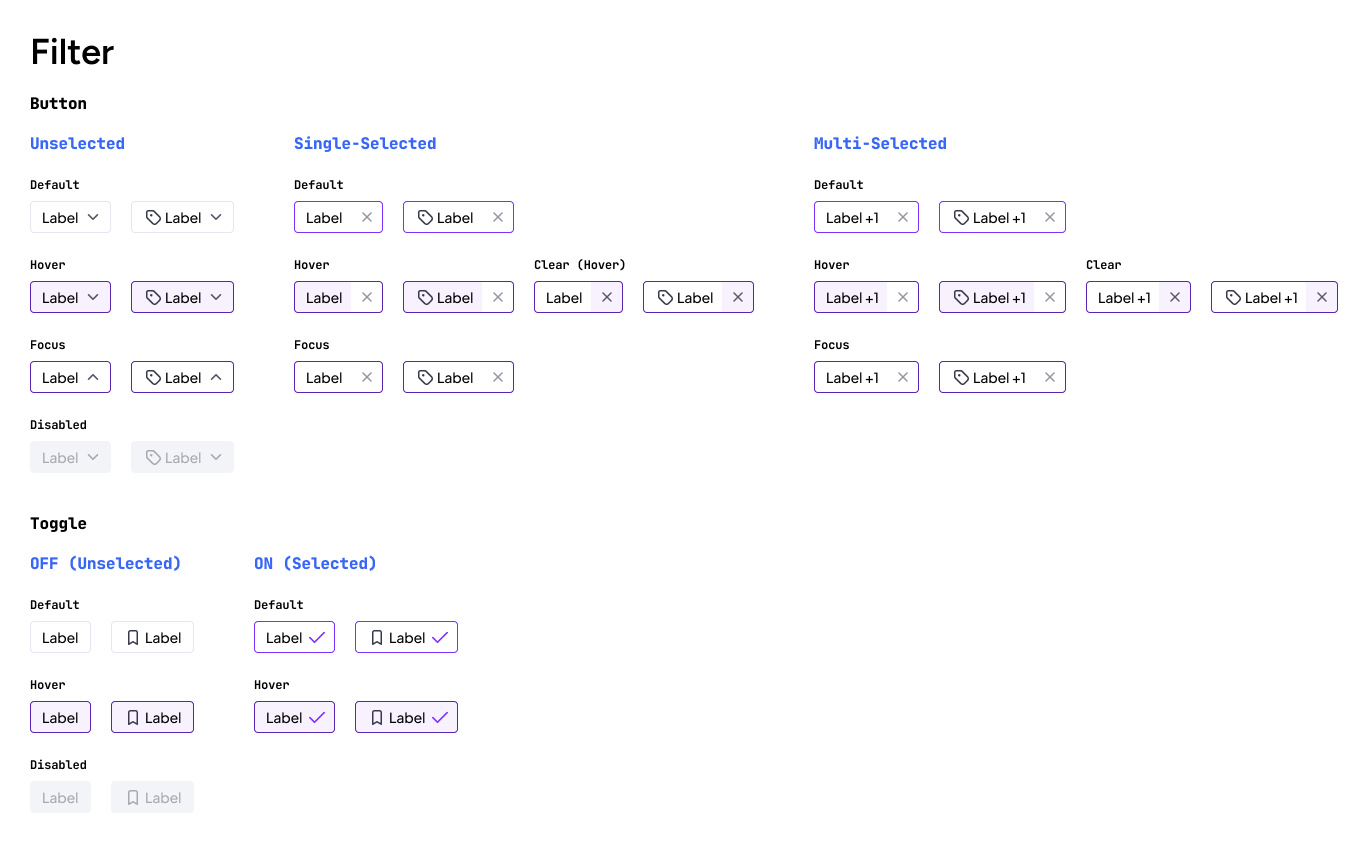 Filter
Button
Unselected Single-Selected Multi-Selected
Default Default Default
Label Label Label Label Label +1 Label +1
Hover Hover Clear (Hover) Hover Clear
Label Label Label Label Label Label Label +1 Label +1 Label +1 Label +1
Focus Focus Focus
Label Label Label Label Label +1 Label +1
Disabled
Label Label
Toggle
OFF (Unselected) ON (Selected)
Default Default
Label Label Label Label
Hover Hover
Label Label Label Label
Disabled
Label Label